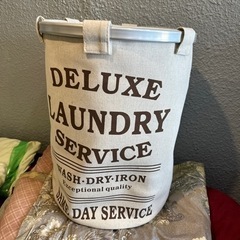 DELUXE
LAUNDRY
SERVICE
WASH-DRY-IRON
Exceptional quality
DAY SERVICE